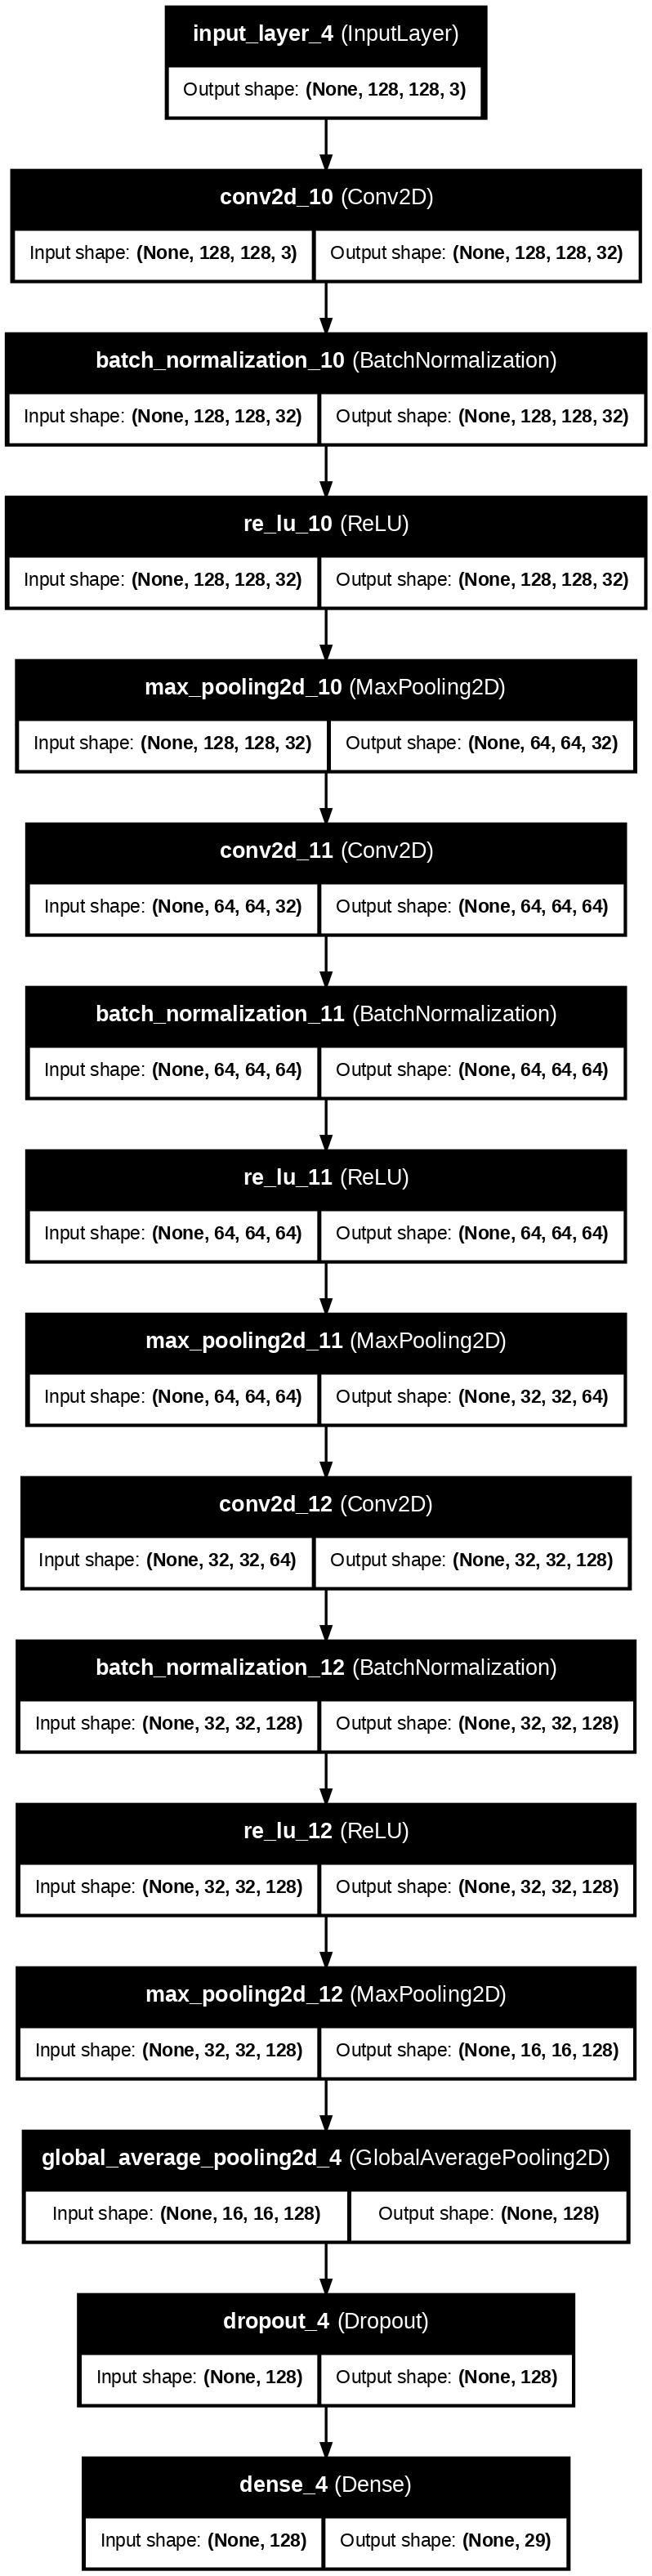 input_layer_4 (InputLayer)
Output shape: (None, 128, 128, 3)
conv2d_10 (Conv2D)
Input shape: (None, 128, 128, 3) Output shape: (None, 128, 128, 32)
batch_normalization_10 (BatchNormalization)
Input shape: (None, 128, 128, 32) Output shape: (None, 128, 128, 32)
re_lu_10 (ReLU)
Input shape: (None, 128, 128, 32) Output shape: (None, 128, 128, 32)
max_pooling2d_10 (MaxPooling2D)
Input shape: (None, 128, 128, 32) Output shape: (None, 64, 64, 32)
conv2d_11 (Conv2D)
Input shape: (None, 64, 64, 32) Output shape: (None, 64, 64, 64)
batch_normalization_11 (BatchNormalization)
Input shape: (None, 64, 64, 64) Output shape: (None, 64, 64, 64)
re_lu_11 (ReLU)
Input shape: (None, 64, 64, 64) Output shape: (None, 64, 64, 64)
max_pooling2d_11 (MaxPooling2D)
Input shape: (None, 64, 64, 64) Output shape: (None, 32, 32, 64)
conv2d_12 (Conv2D)
Input shape: (None, 32, 32, 64) Output shape: (None, 32, 32, 128)
batch_normalization_12 (BatchNormalization)
Input shape: (None, 32, 32, 128) Output shape: (None, 32, 32, 128)
re_lu_12 (ReLU)
Input shape: (None, 32, 32, 128) Output shape: (None, 32, 32, 128)
max_pooling2d_12 (MaxPooling2D)
Input shape: (None, 32, 32, 128) Output shape: (None, 16, 16, 128)
global_average_pooling2d_4 (GlobalAveragePooling2D)
Input shape: (None, 16, 16, 128) Output shape: (None, 128)
dropout_4 (Dropout)
Input shape: (None, 128) Output shape: (None, 128)
dense_4 (Dense)
Input shape: (None, 128) Output shape: (None, 29)